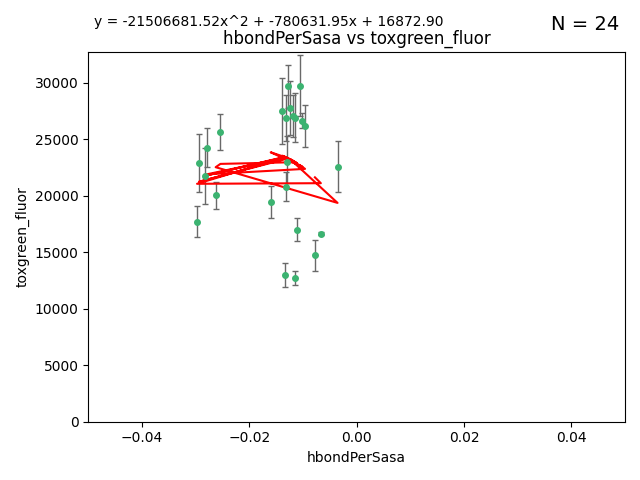 y = -21506681.52x^2 + -780631.95x + 16872.90
N = 24
hbondPerSasa vs toxgreen_fluor
30000
25000
20000
15000
10000
5000
0
toxgreen_fluor
−0.04
−0.02
0.00
0.02
0.04
hbondPerSasa